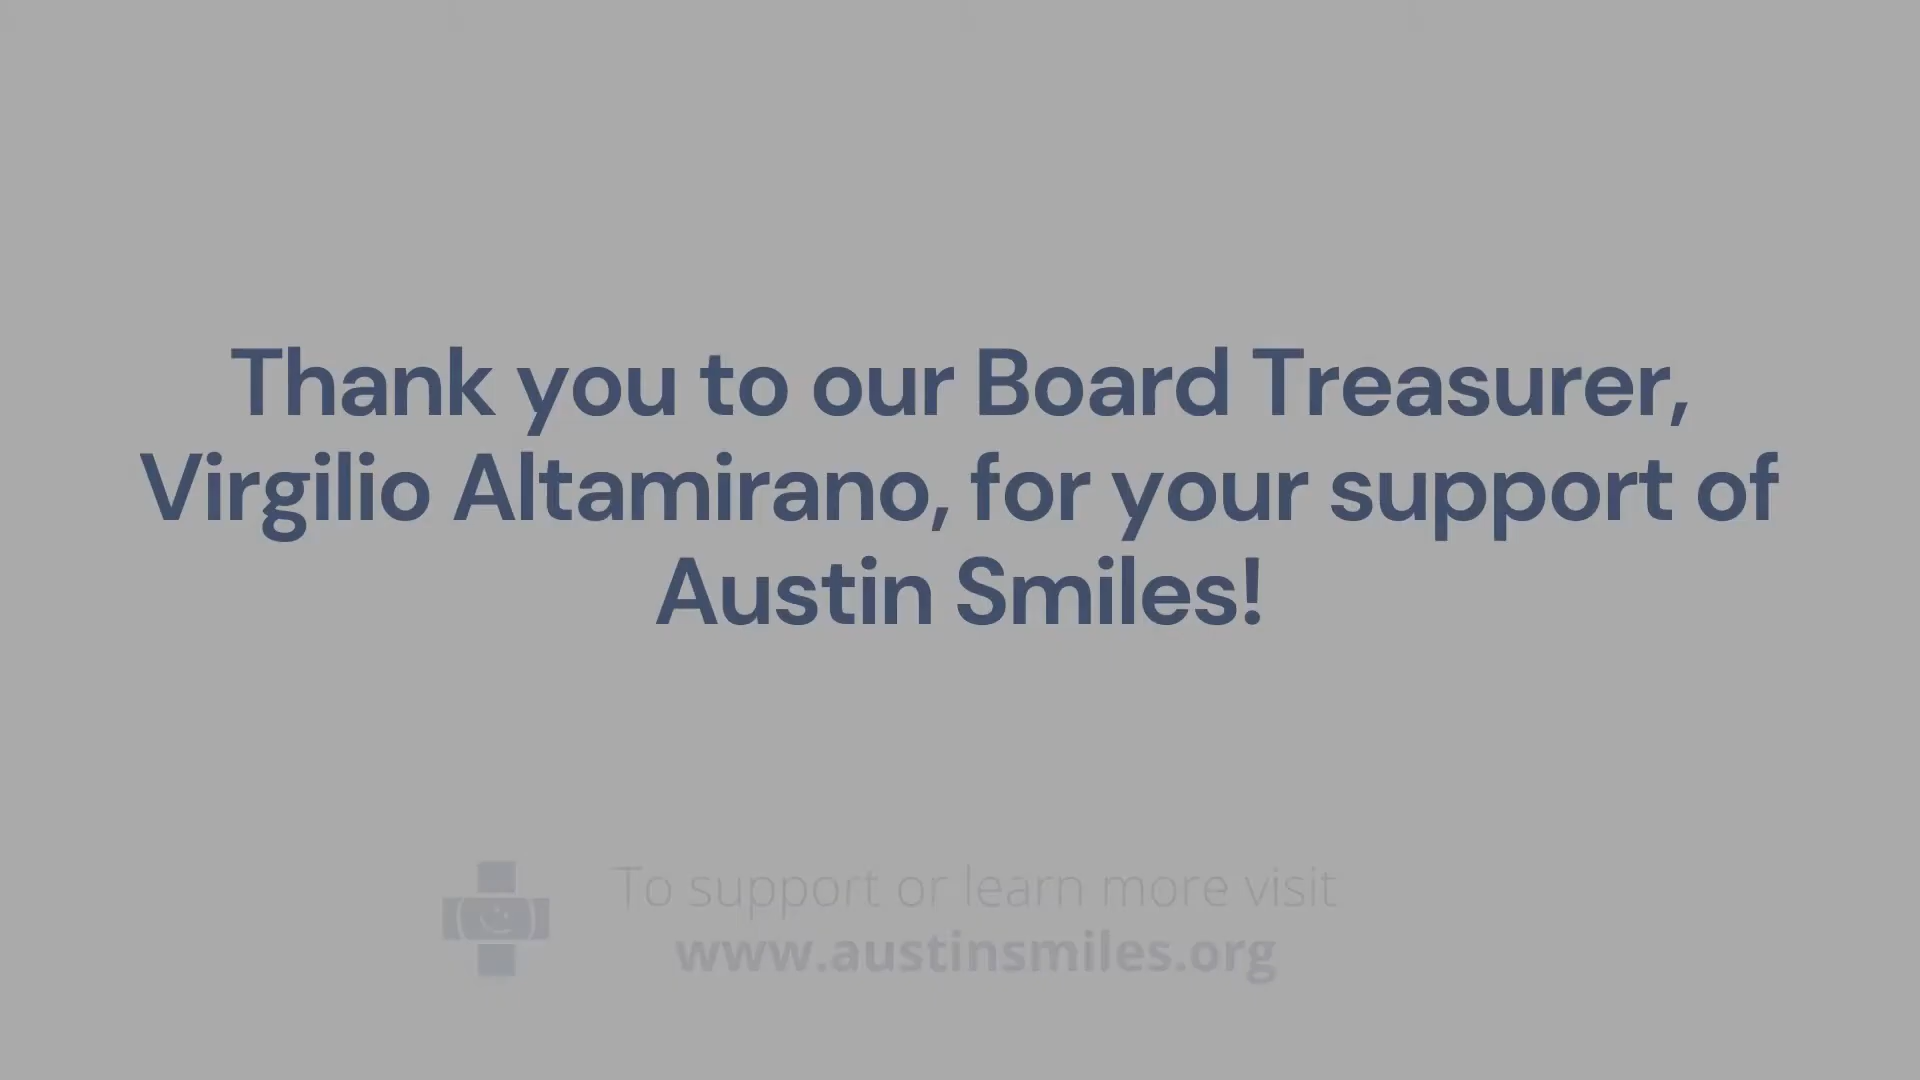 Thank you to our Board Treasurer,
Virgilio Altamirano, for your support of
Austin Smiles!
To support or learn more visit
www.austinsmiles.org